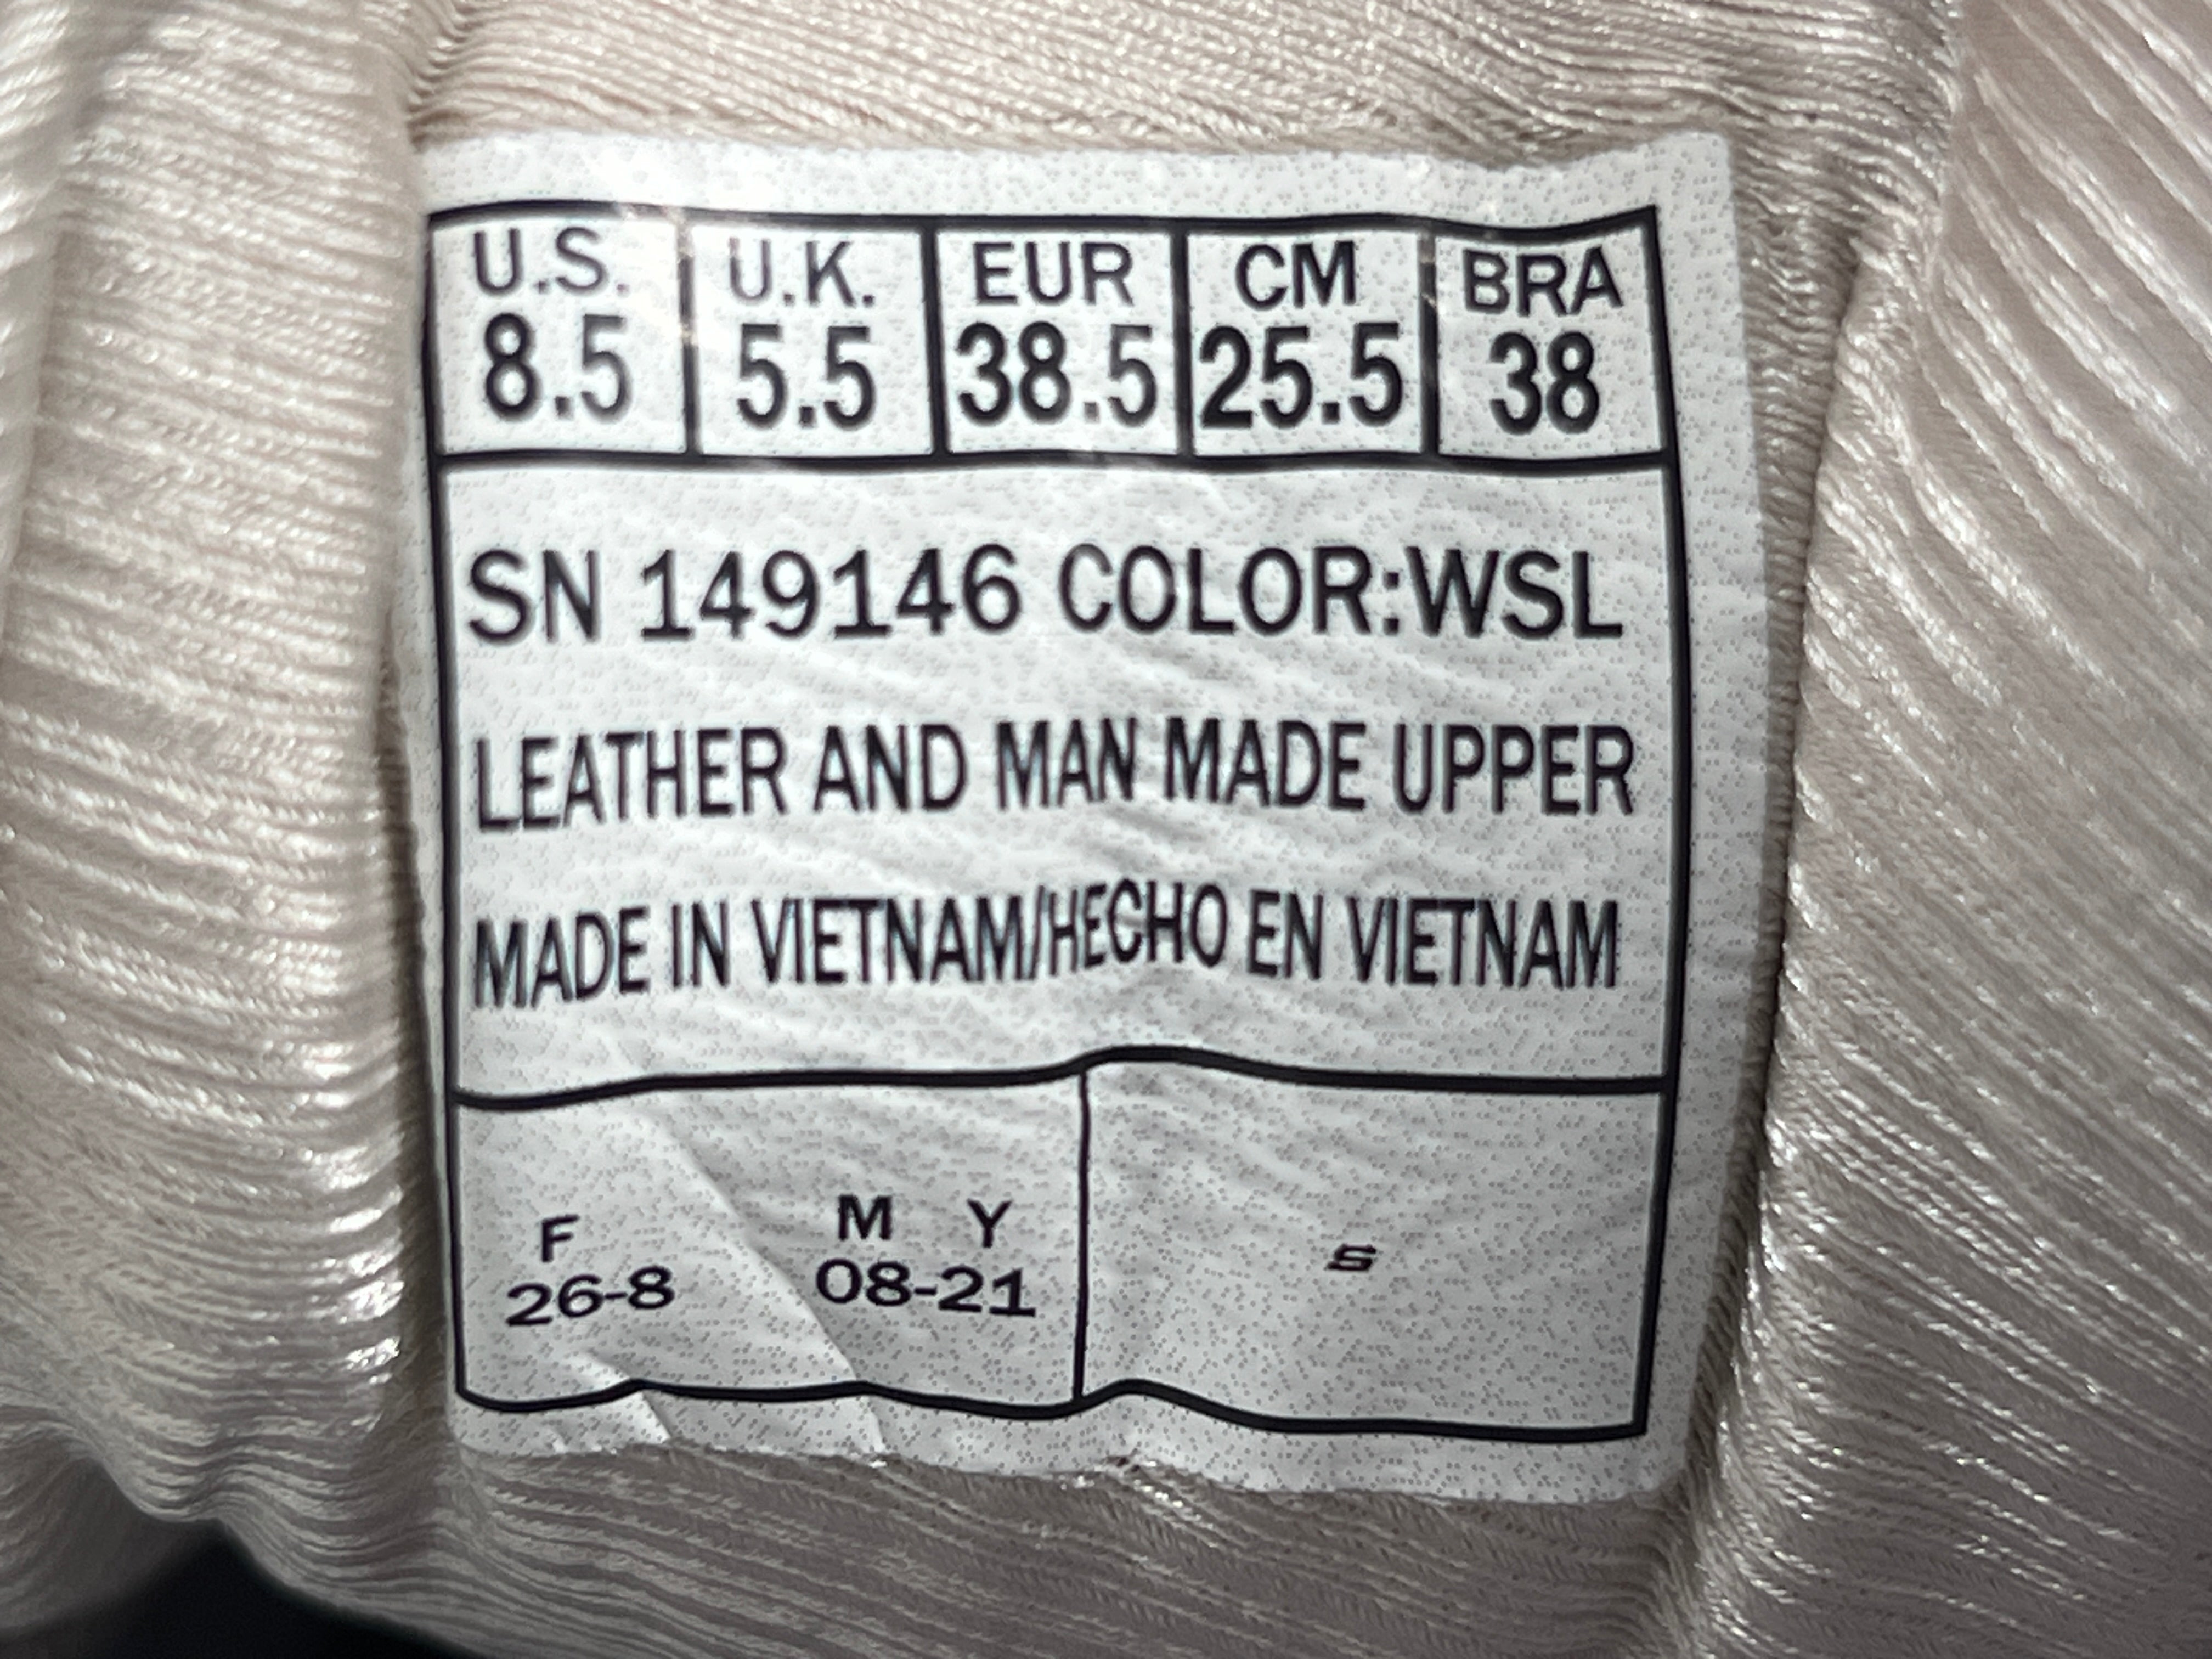 U.S. U.K. EUR CM BRA
8.5 5.5 38.5 25.5 38
SN 149146 COLOR:WSL
LEATHER AND MAN MADE UPPER
MADE IN VIETNAM/HECHO EN VIETNAM
F M Y
26-8 08-21
S